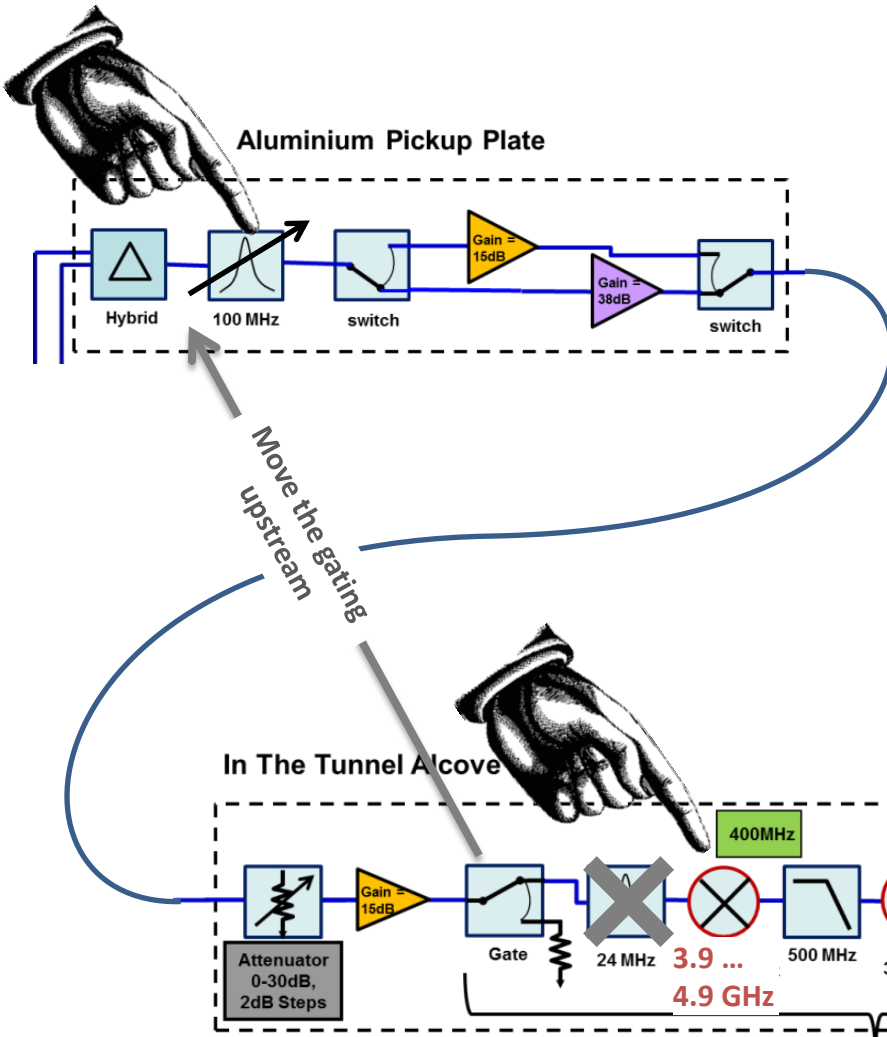 Aluminium Pickup Plate
Gain =
15dB
Gain =
38dB
Hybrid
100 MHz
switch
switch
Move the gating
upstream
In The Tunnel Alcove
400MHz
Gain =
15dB
Gate
24 MHz
3.9 ...
4.9 GHz
500 MHz
Attenuator
0-30dB,
2dB Steps